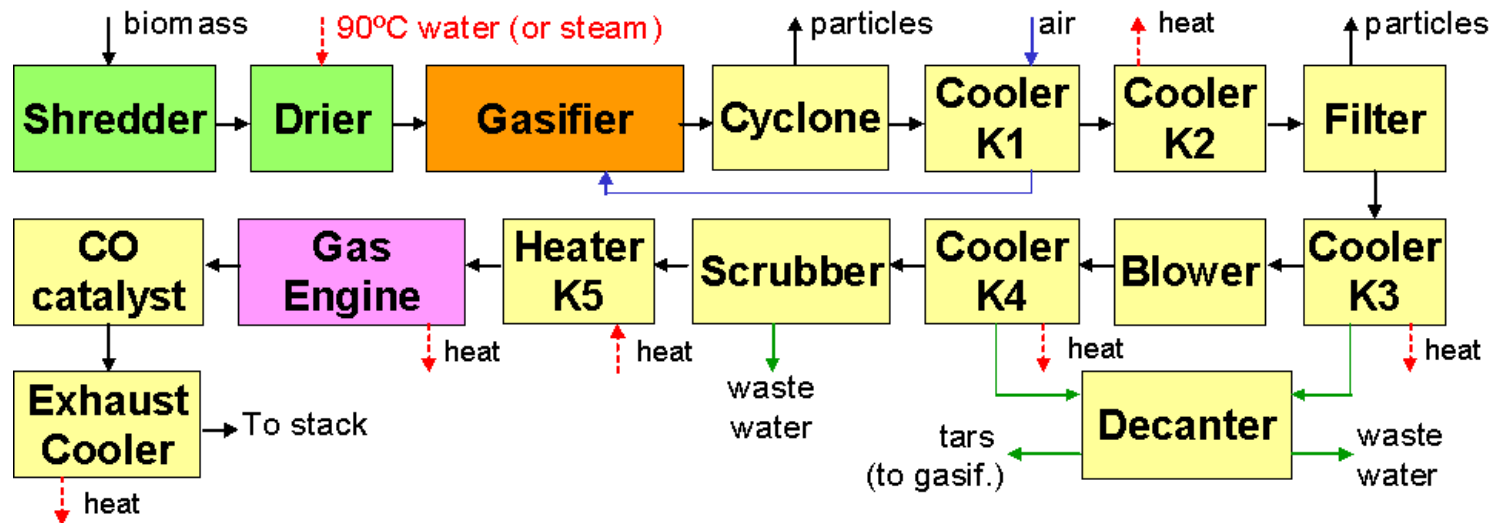 biomass
90ºC water (or steam)
particles
air
heat
particles
Shredder
Drier
Gasifier
Cyclone
Cooler
K1
Cooler
K2
Filter
CO
catalyst
Gas
Engine
Heater
K5
Scrubber
Cooler
K4
Blower
Cooler
K3
heat
heat
waste
water
heat
heat
Exhaust
Cooler
To stack
heat
tars
(to gasif.)
Decanter
waste
water